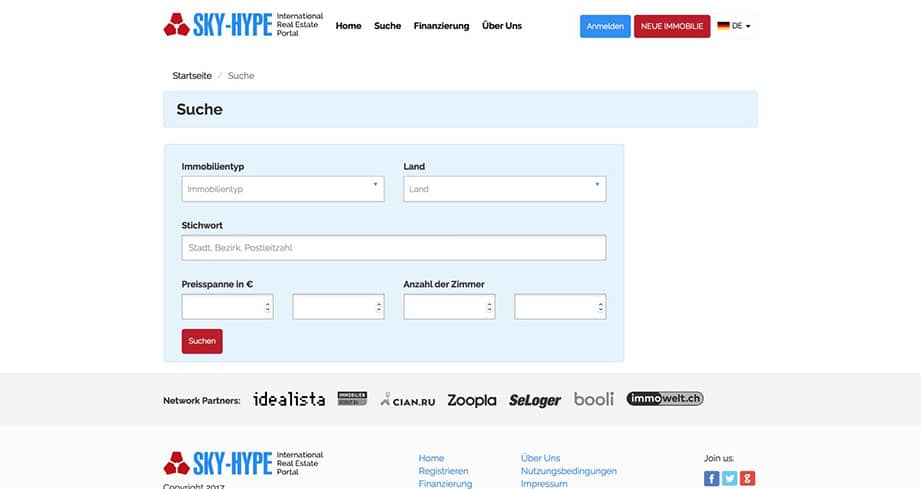 SKY-HYPE International
Real Estate
Portal
Home Suche Finanzierung Über Uns
Anmelden NEUE IMMOBILIE DE
Startseite / Suche
Suche
Immobilientyp Land
Immobilientyp Land
Stichwort
Stadt, Bezirk, Postleitzahl
Preisspanne in € Anzahl der Zimmer
Suchen
Network Partners: idealista IMMOBILIEN SCOUT 24 CIAN.RU Zoopla SeLoger booli immowelt.ch
SKY-HYPE International
Real Estate
Portal
Copyright 2017
Home Über Uns Join us:
Registrieren Nutzungsbedingungen
Finanzierung Impressum